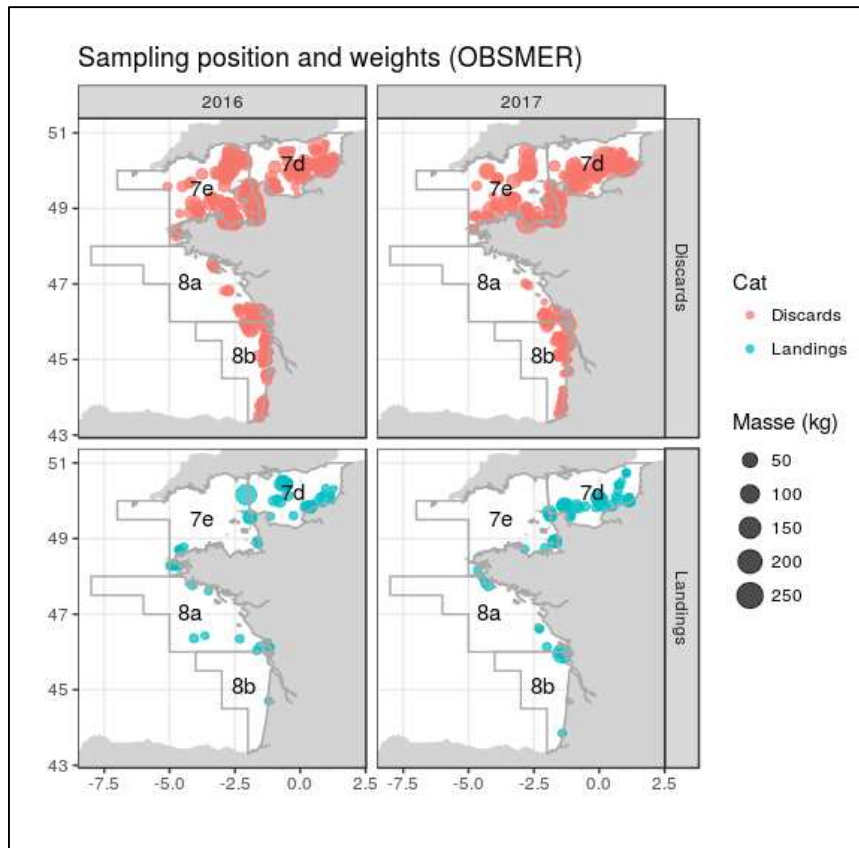 Sampling position and weights (OBSMER)
2016
2017
51
49
47
45
43
7d
7e
8a
8b
7d
7e
8a
8b
Discards
51
49
47
45
43
7d
7e
8a
8b
7d
7e
8a
8b
Landings
-7.5
-5.0
-2.5
0.0
2.5
-7.5
-5.0
-2.5
0.0
2.5
Cat
Discards
Landings
Masse (kg)
50
100
150
200
250